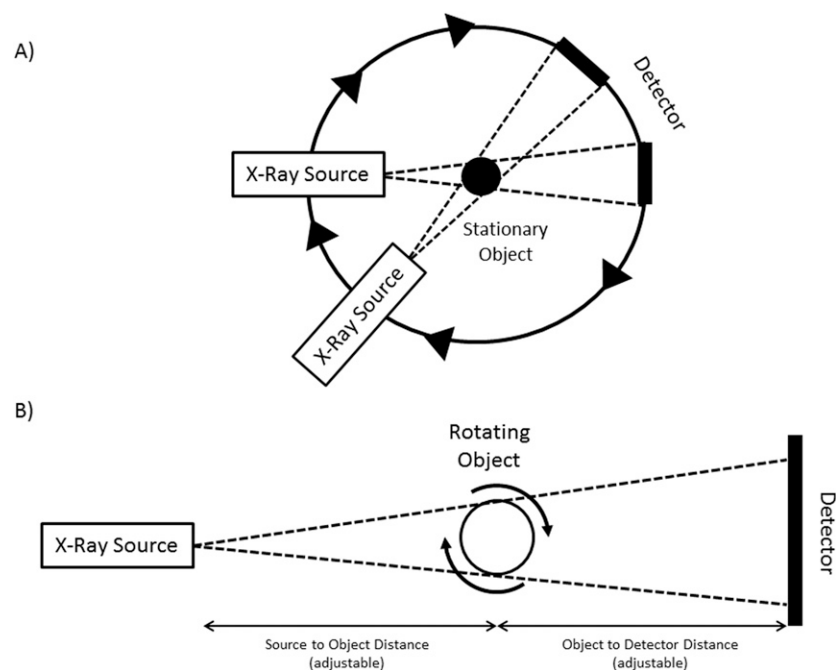 A)
Detector
X-Ray Source
Stationary
Object
X-Ray Source
B)
Rotating
Object
X-Ray Source
Detector
Source to Object Distance
(adjustable)
Object to Detector Distance
(adjustable)